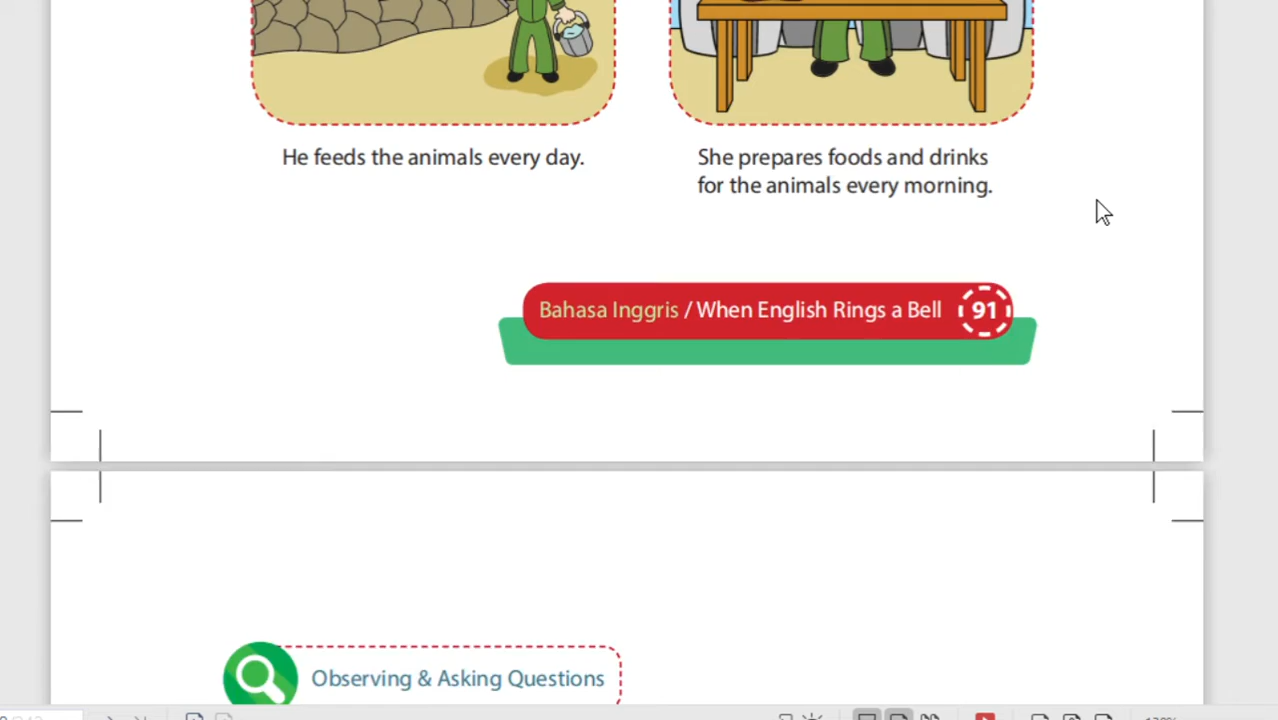 He feeds the animals every day.
She prepares foods and drinks
for the animals every morning.
Bahasa Inggris / When English Rings a Bell 91
Observing & Asking Questions